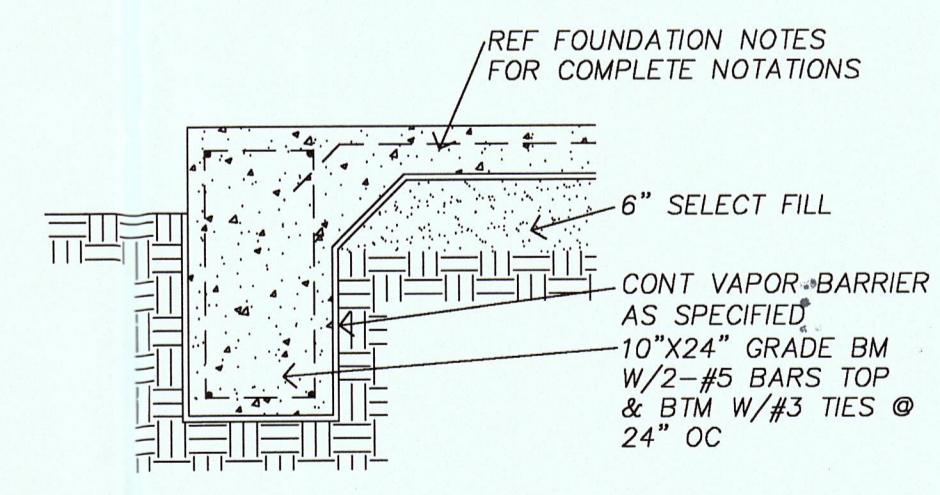 REF FOUNDATION NOTES
FOR COMPLETE NOTATIONS
6" SELECT FILL
CONT VAPOR BARRIER
AS SPECIFIED
10"X24" GRADE BM
W/2-#5 BARS TOP
& BTM W/#3 TIES @
24" OC